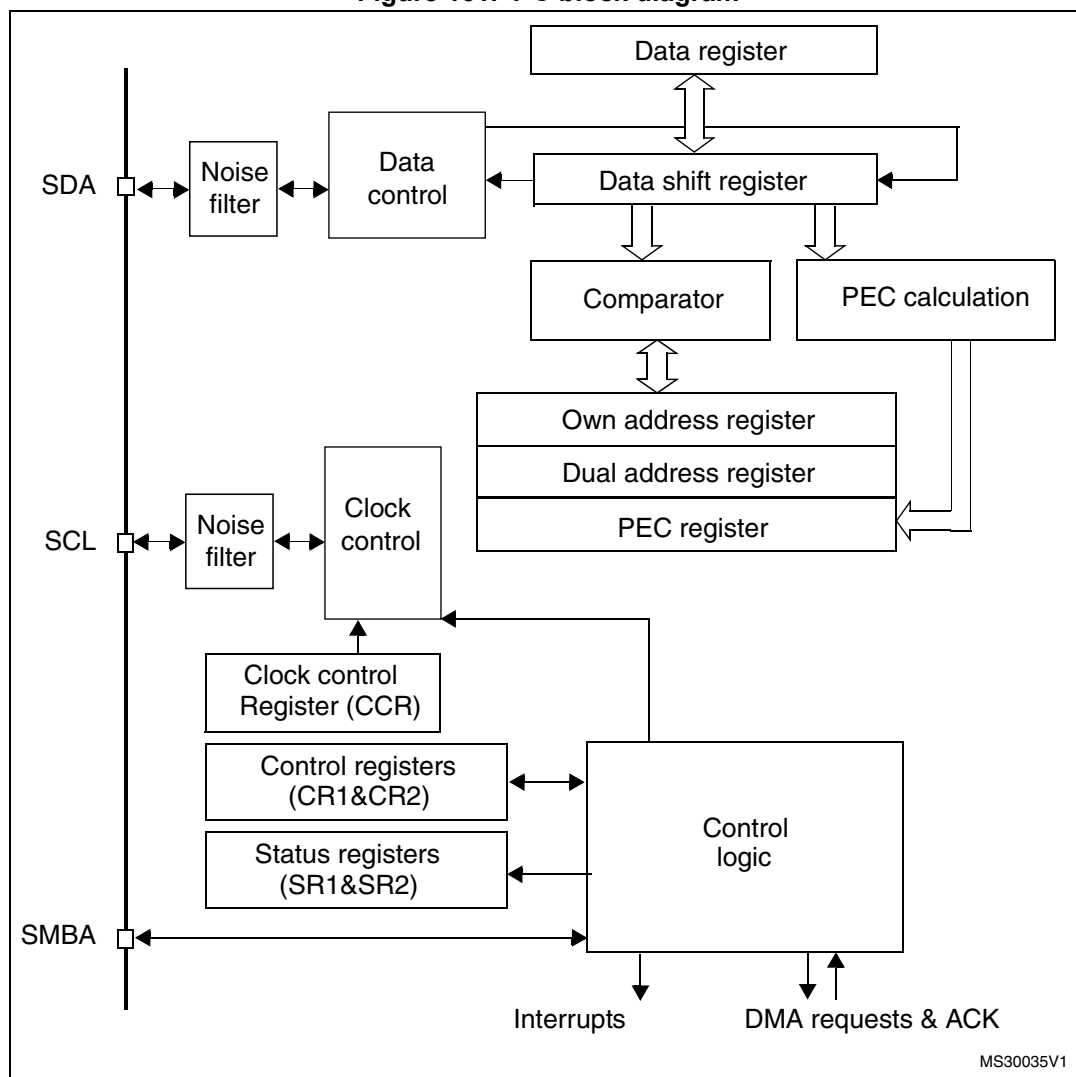 Data register
Data
control
Noise
filter
SDA
Data shift register
Comparator
PEC calculation
Own address register
Dual address register
PEC register
Clock
control
Noise
filter
SCL
Clock control
Register (CCR)
Control registers
(CR1&CR2)
Status registers
(SR1&SR2)
Control
logic
SMBA
Interrupts
DMA requests & ACK
MS30035V1